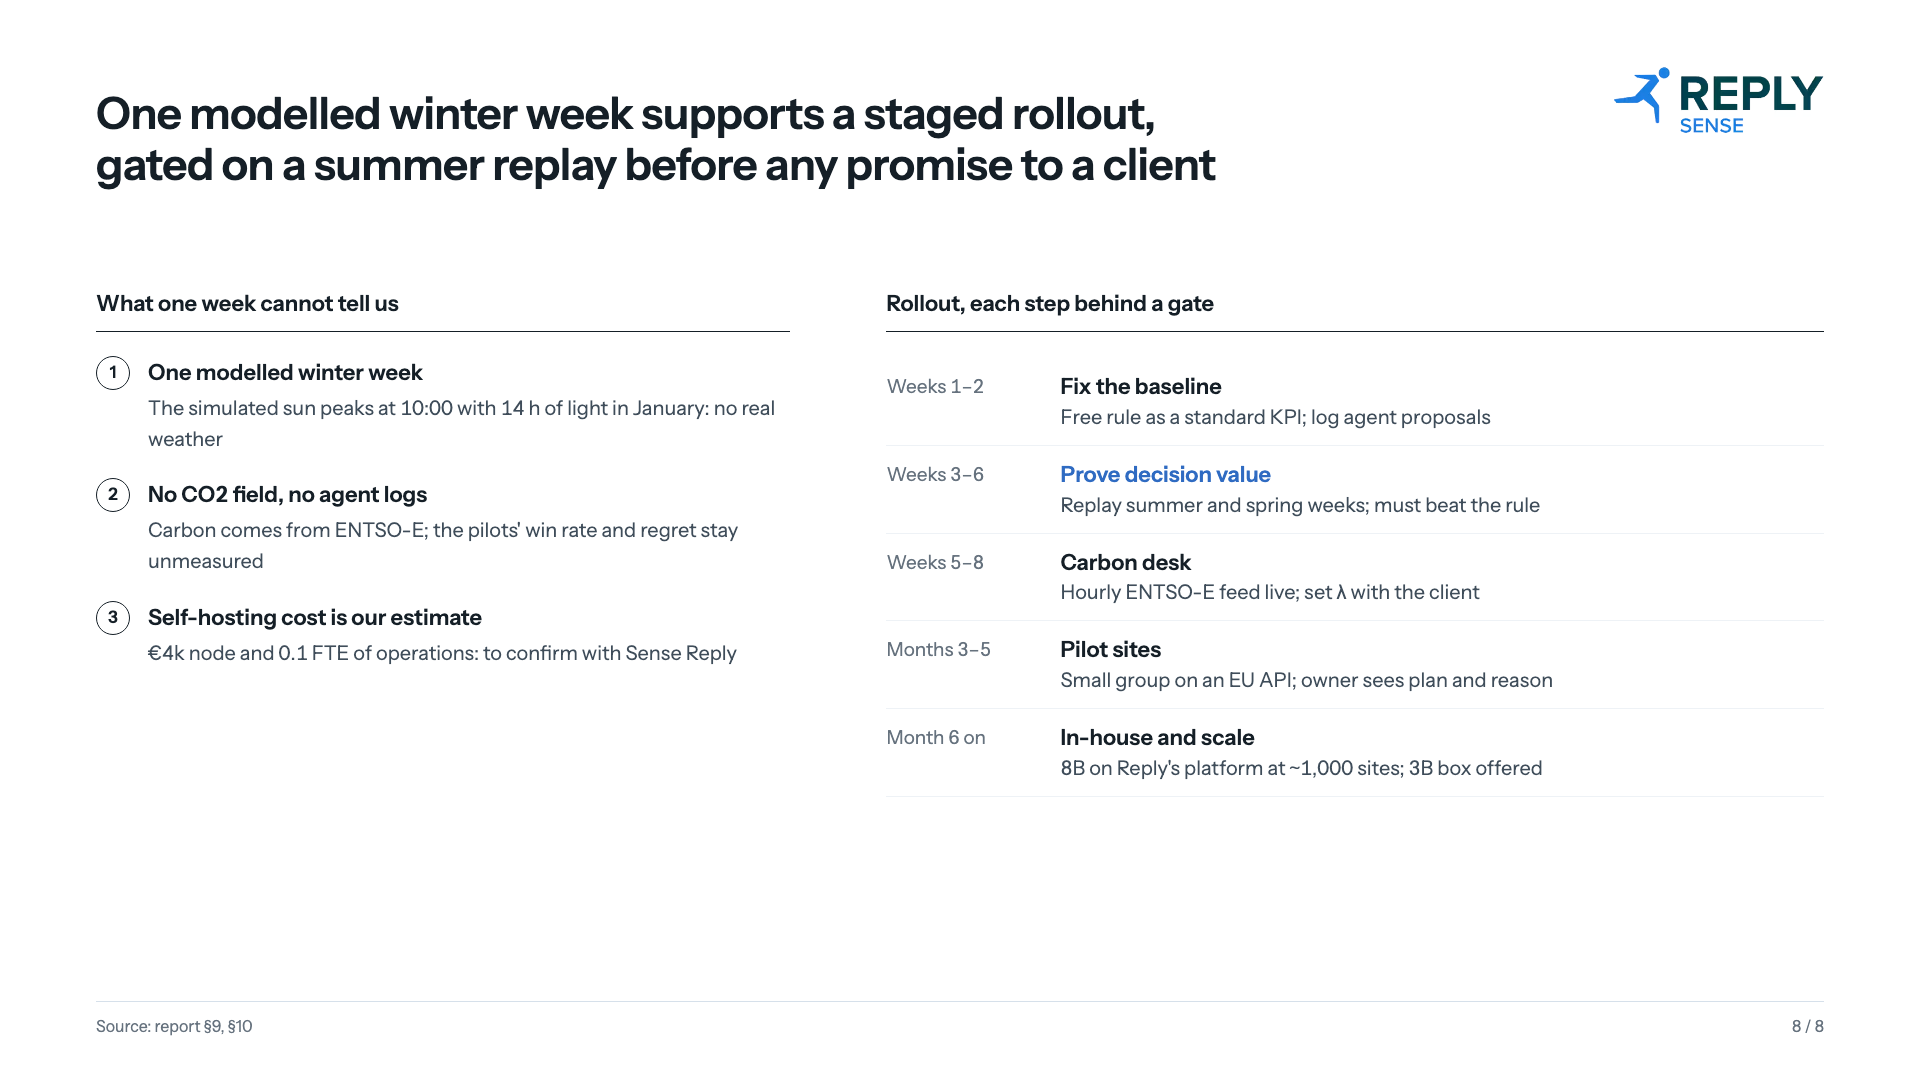 One modelled winter week supports a staged rollout,
gated on a summer replay before any promise to a client
REPLY
SENSE
What one week cannot tell us
1
One modelled winter week
The simulated sun peaks at 10:00 with 14 h of light in January: no real
weather
2
No CO2 field, no agent logs
Carbon comes from ENTSO-E; the pilots' win rate and regret stay
unmeasured
3
Self-hosting cost is our estimate
€4k node and 0.1 FTE of operations: to confirm with Sense Reply
Rollout, each step behind a gate
Weeks 1–2
Fix the baseline
Free rule as a standard KPI; log agent proposals
Weeks 3–6
Prove decision value
Replay summer and spring weeks; must beat the rule
Weeks 5–8
Carbon desk
Hourly ENTSO-E feed live; set λ with the client
Months 3–5
Pilot sites
Small group on an EU API; owner sees plan and reason
Month 6 on
In-house and scale
8B on Reply's platform at ~1,000 sites; 3B box offered
Source: report §9, §10
8 / 8